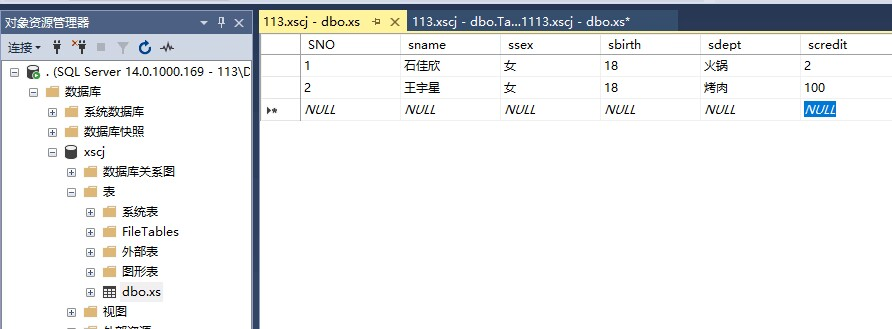 对象资源管理器
连接
. (SQL Server 14.0.1000.169 - 113\D
数据库
系统数据库
数据库快照
xscj
数据库关系图
表
系统表
FileTables
外部表
图形表
dbo.xs
视图
113.xscj - dbo.xs
113.xscj - dbo.Ta...1113.xscj - dbo.xs*
SNO sname ssex sbirth sdept scredit
1 石佳欣 女 18 火锅 2
2 王宇星 女 18 烤肉 100
NULL NULL NULL NULL NULL NULL